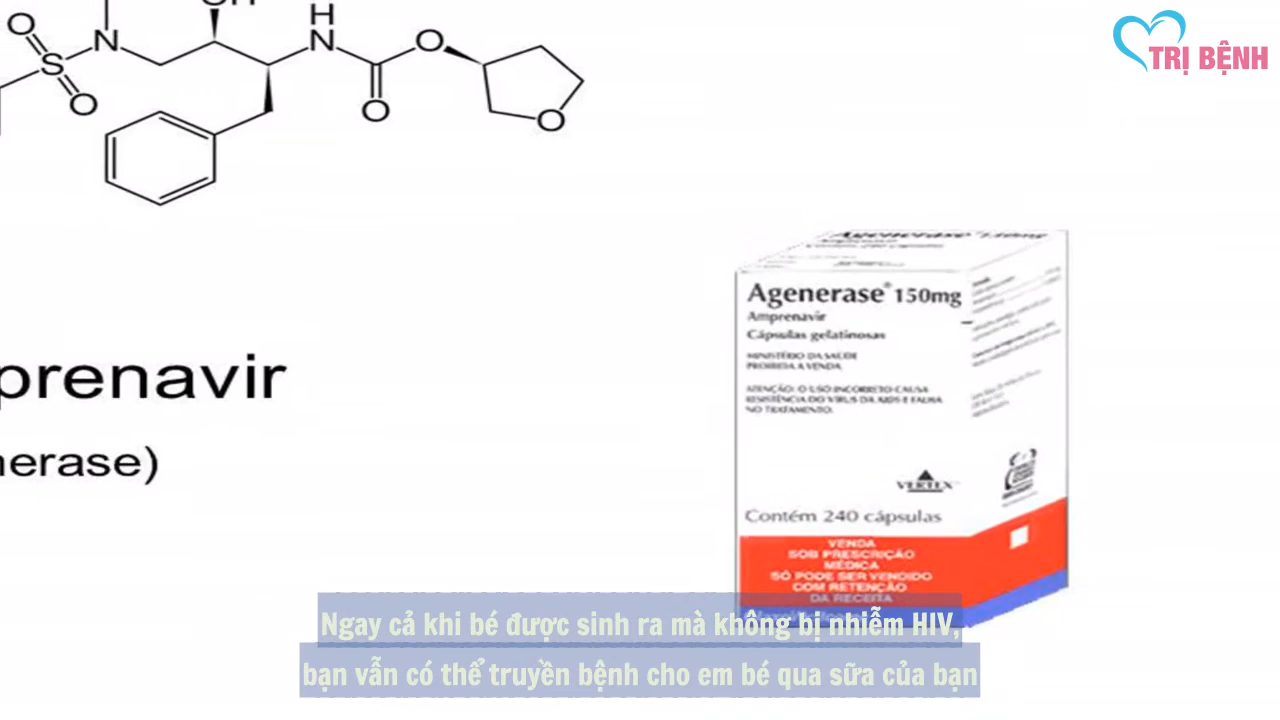 TRỊ BỆNH
H
N
O
O
S
N
O
O
O
prenavir
nerase)
Agenerase® 150mg
Agenerase® 150mg
Amprenavir
Cápsulas gelatinosas
MINISTÉRIO DA SAÚDE
PROIBIDA A VENDA
ATENÇÃO: O USO INCORRETO CAUSA
RESISTÊNCIA DO VÍRUS DA AIDS E FALHA
NO TRATAMENTO.
VERTEX
Contém 240 cápsulas
VENDA
SOB PRESCRIÇÃO
MÉDICA
SÓ PODE SER VENDIDO
COM RETENÇÃO
DA RECEITA
Ngay cả khi bé được sinh ra mà không bị nhiễm HIV,
bạn vẫn có thể truyền bệnh cho em bé qua sữa của bạn